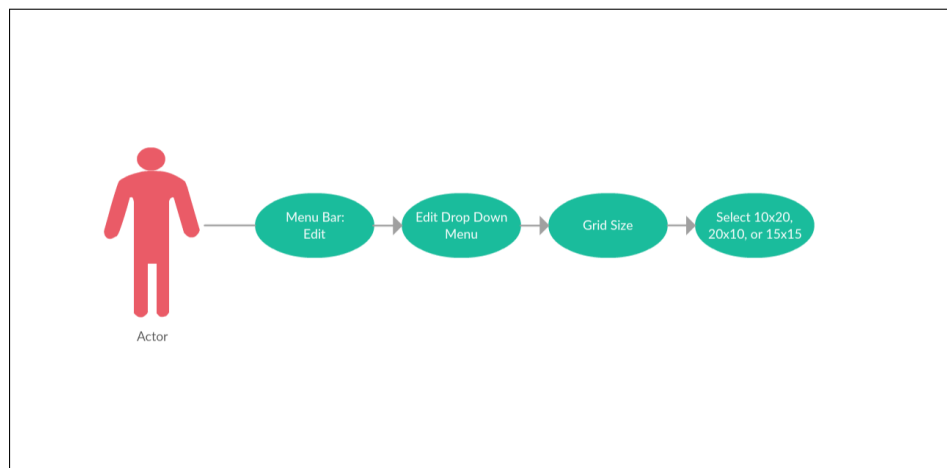 Menu Bar:
Edit
Edit Drop Down
Menu
Grid Size
Select 10x20,
20x10, or 15x15
Actor